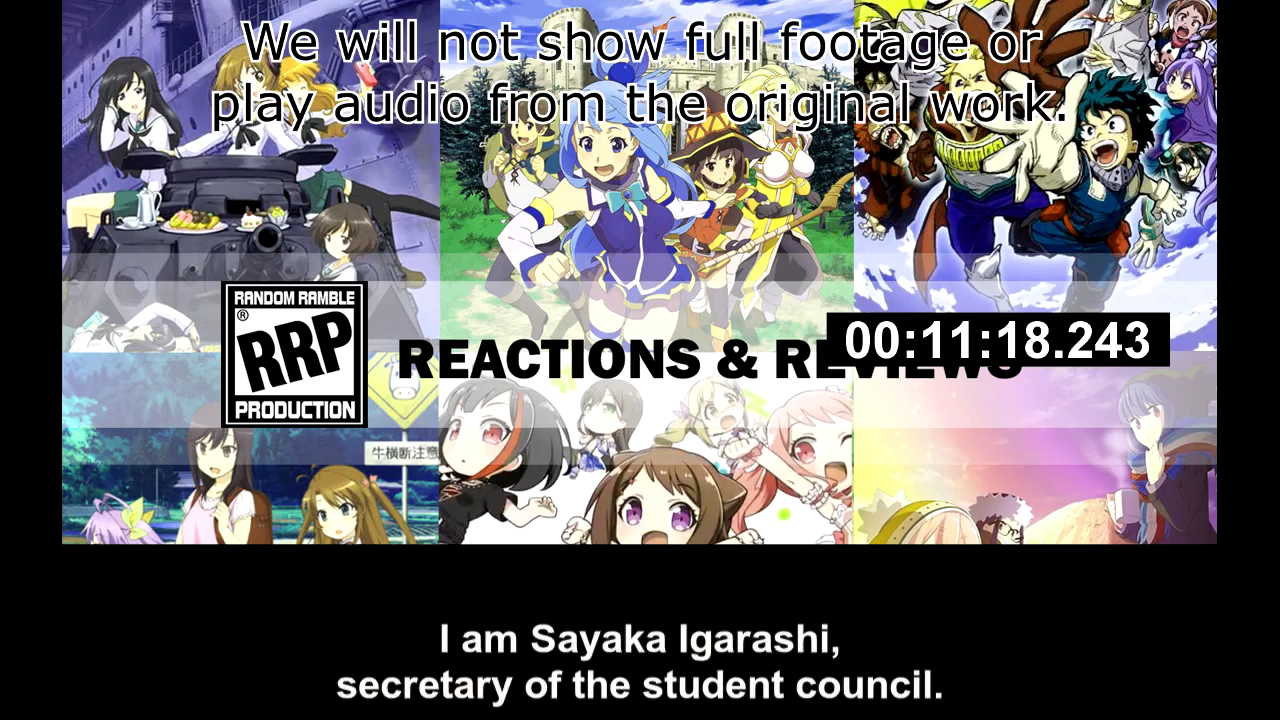 We will not show full footage or
play audio from the original work.
RANDOM RAMBLE
®
RRP
PRODUCTION
REACTIONS & REVIEWS
00:11:18.243
牛横断注意
I am Sayaka Igarashi,
secretary of the student council.